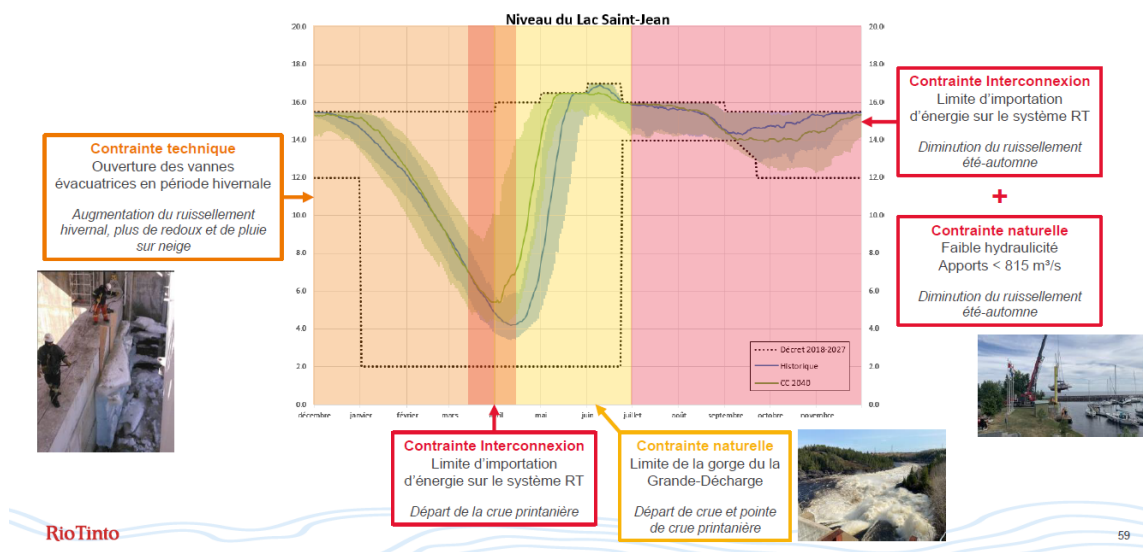 Niveau du Lac Saint-Jean
20.0
18.0
16.0
14.0
12.0
10.0
8.0
6.0
4.0
2.0
0.0
20.0
18.0
16.0
14.0
12.0
10.0
8.0
6.0
4.0
2.0
0.0
décembre janvier février mars avril mai juin juillet août septembre octobre novembre
Décret 2018-2027
Historique
CC 2040
Contrainte technique
Ouverture des vannes
évacuatrices en période hivernale
Augmentation du ruissellement
hivernal, plus de redoux et de pluie
sur neige
Contrainte Interconnexion
Limite d'importation
d'énergie sur le système RT
Diminution du ruissellement
été-automne
+
Contrainte naturelle
Faible hydraulicité
Apports < 815 m³/s
Diminution du ruissellement
été-automne
Contrainte Interconnexion
Limite d'importation
d'énergie sur le système RT
Départ de la crue printanière
Contrainte naturelle
Limite de la gorge du la
Grande-Décharge
Départ de crue et pointe
de crue printanière
RioTinto
59